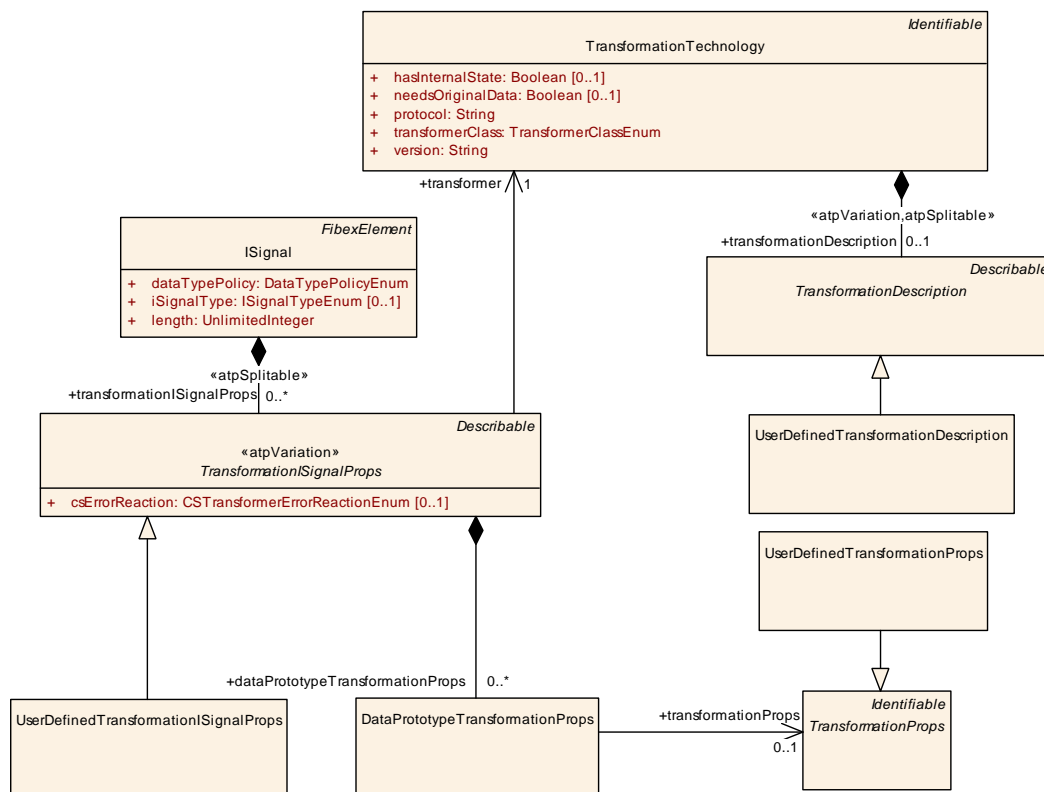 Identifiable
TransformationTechnology
+ hasInternalState: Boolean [0..1]
+ needsOriginalData: Boolean [0..1]
+ protocol: String
+ transformerClass: TransformerClassEnum
+ version: String
+transformer 1
«atpVariation,atpSplitable»
+transformationDescription 0..1
FibexElement
ISignal
+ dataTypePolicy: DataTypePolicyEnum
+ iSignalType: ISignalTypeEnum [0..1]
+ length: UnlimitedInteger
Describable
TransformationDescription
«atpSplitable»
+transformationISignalProps 0..*
Describable
«atpVariation»
TransformationISignalProps
+ csErrorReaction: CSTransformerErrorReactionEnum [0..1]
UserDefinedTransformationDescription
UserDefinedTransformationProps
+dataPrototypeTransformationProps 0..*
UserDefinedTransformationISignalProps
DataPrototypeTransformationProps
+transformationProps
0..1
Identifiable
TransformationProps